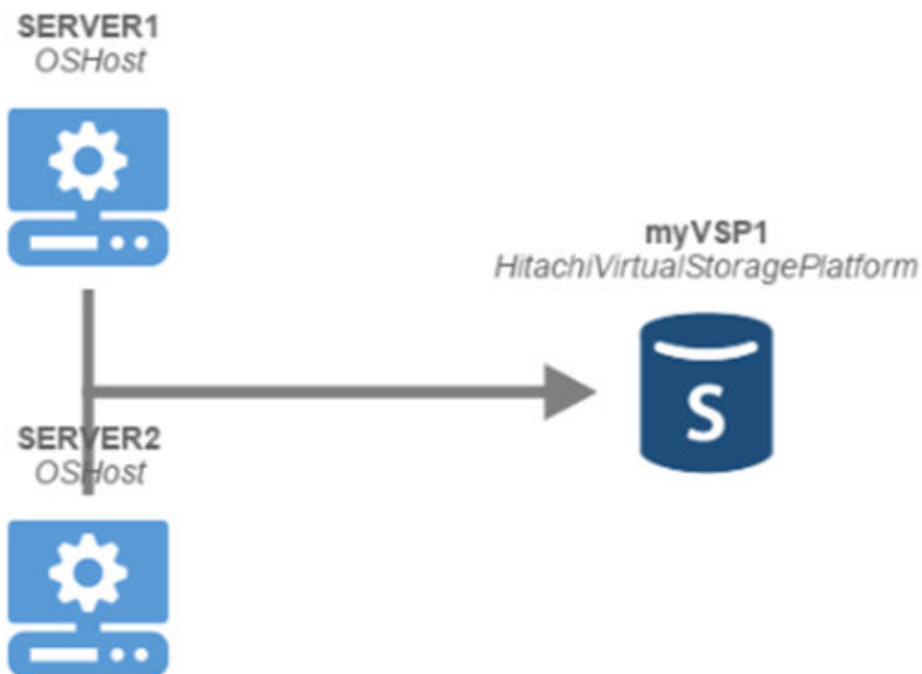 SERVER1
OSHost
myVSP1
HitachiVirtualStoragePlatform
S
SERVER2
OSHost